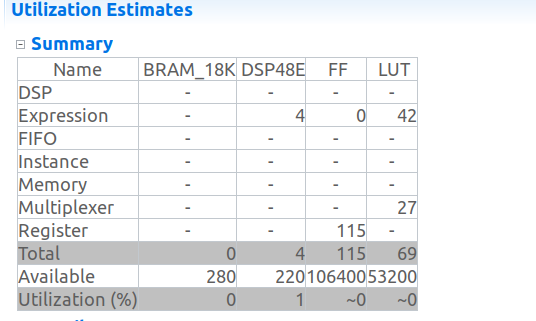 Utilization Estimates
Summary
Name BRAM_18K DSP48E FF LUT
DSP - - - -
Expression - 4 0 42
FIFO - - - -
Instance - - - -
Memory - - - -
Multiplexer - - - 27
Register - - 115 -
Total 0 4 115 69
Available 280 220 106400 53200
Utilization (%) 0 1 ~0 ~0